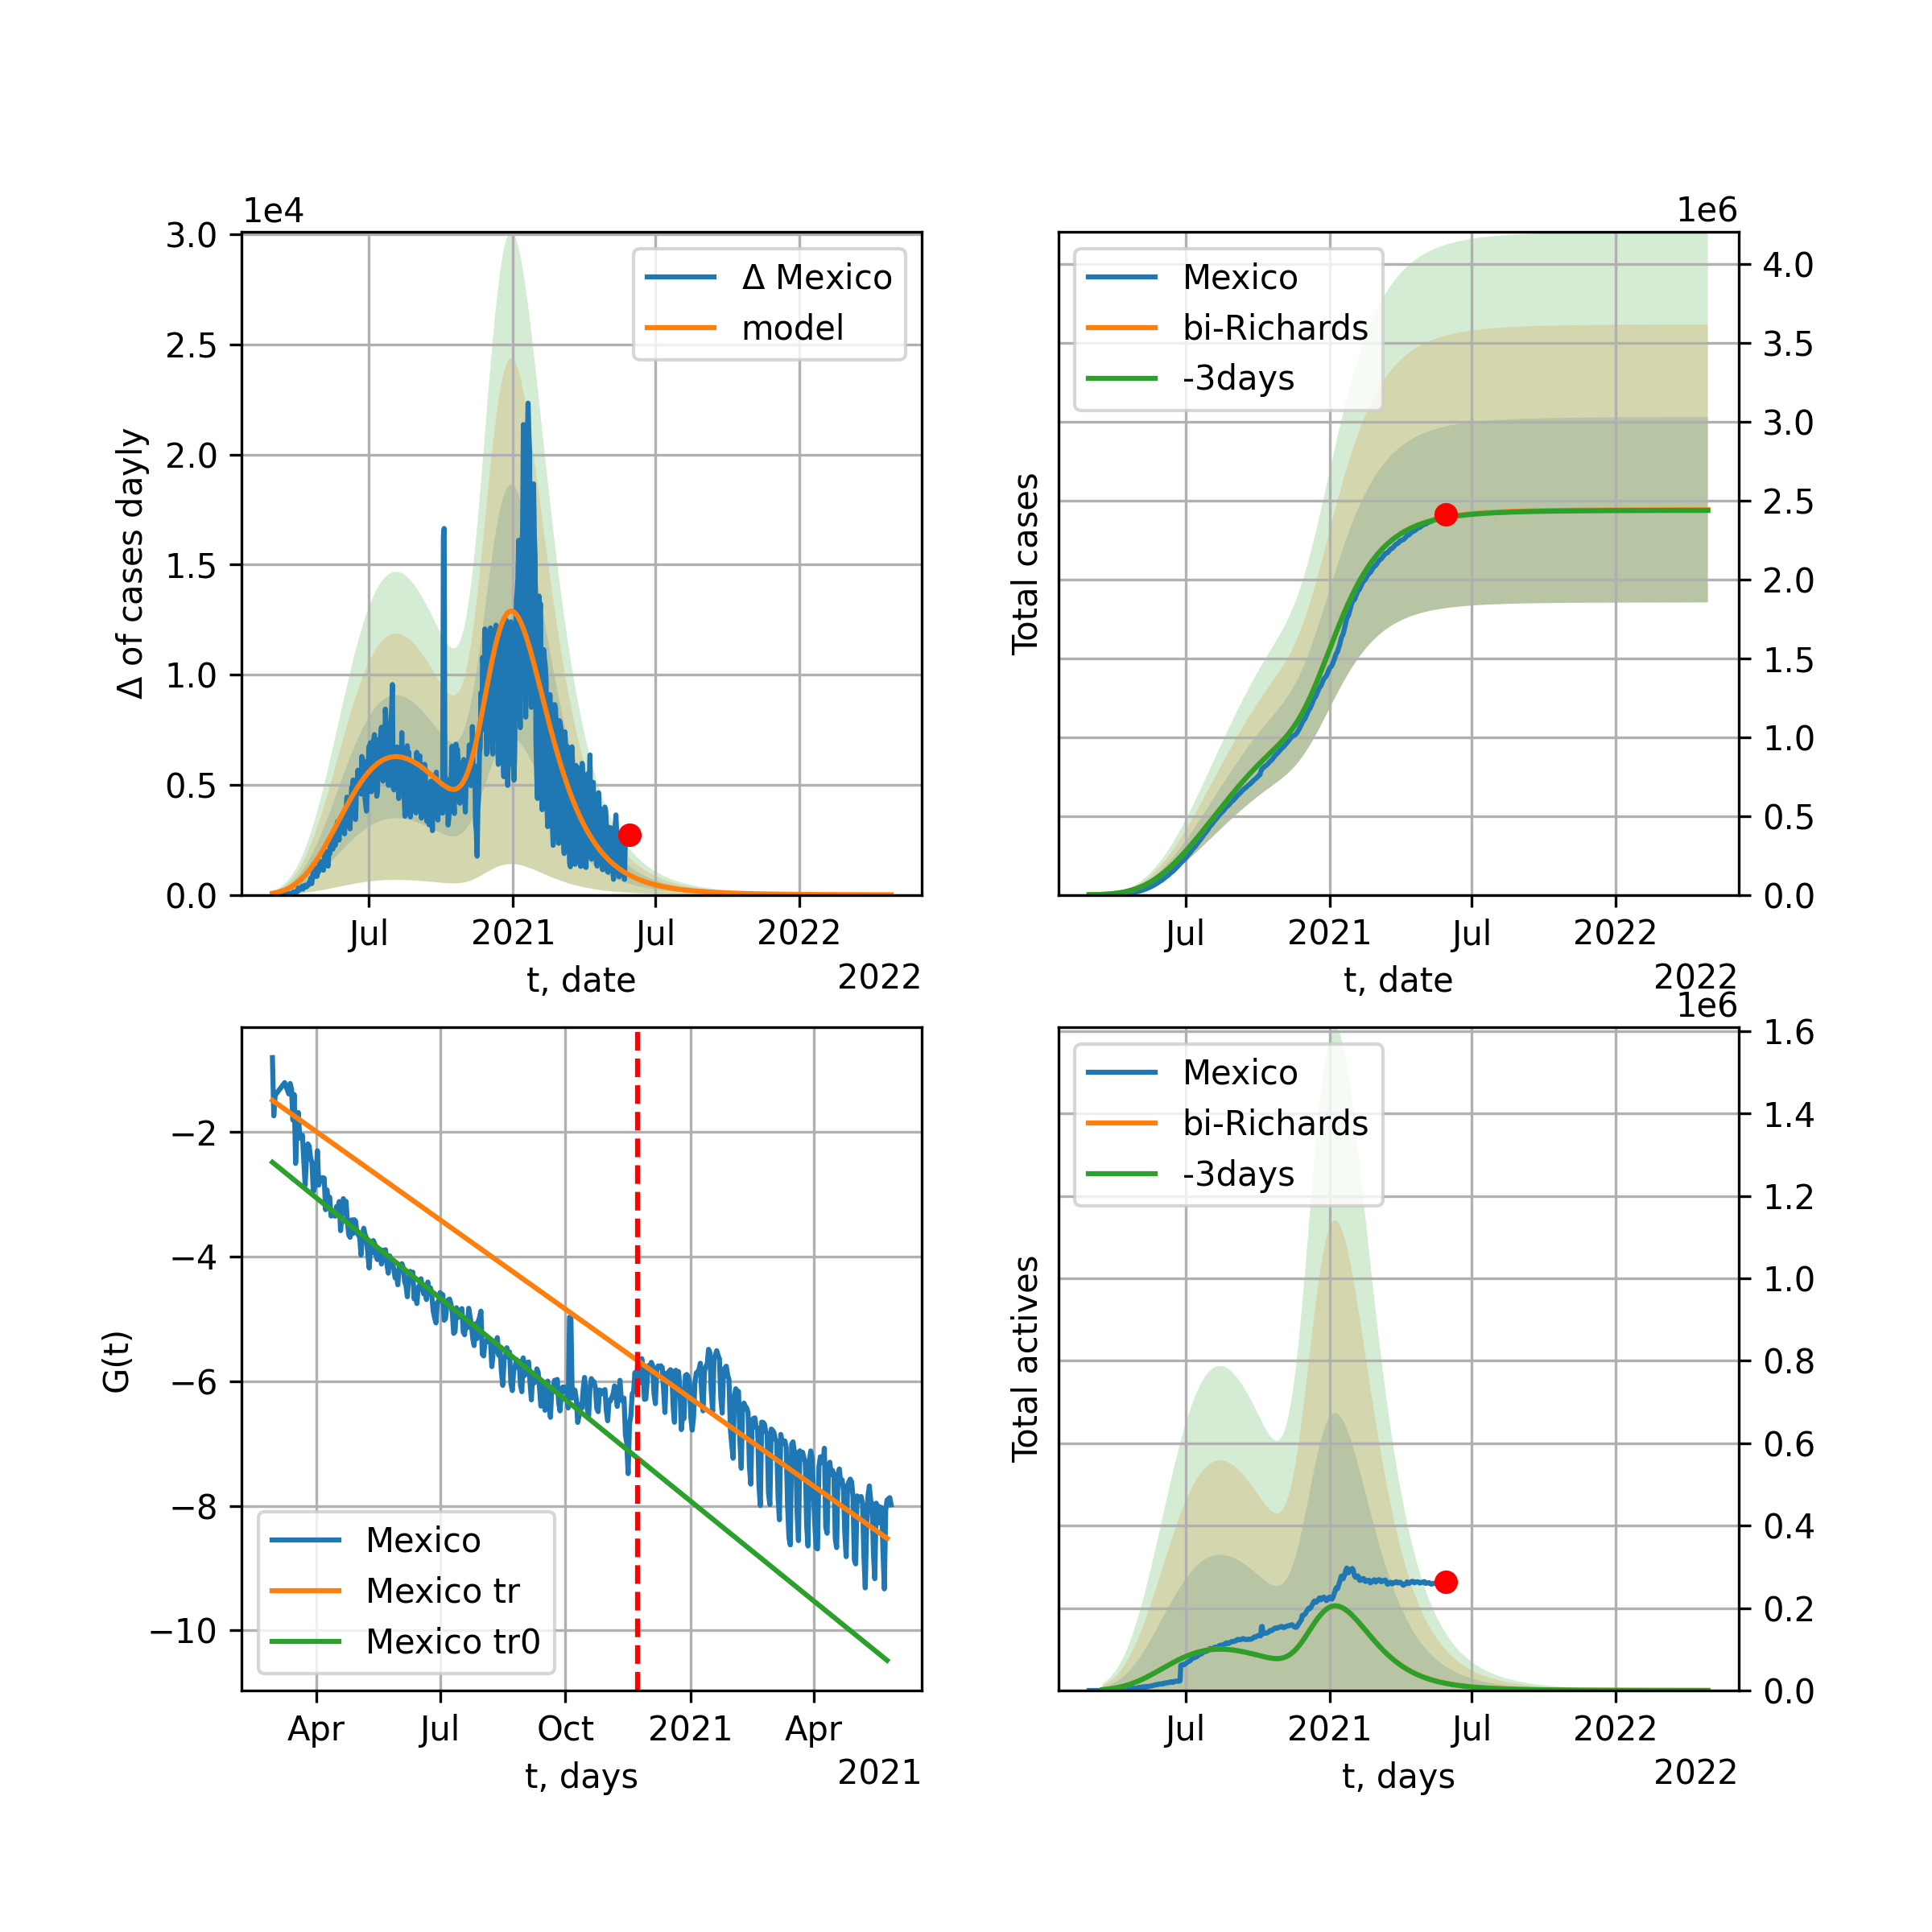 1e4
3.0
2.5
2.0
1.5
1.0
0.5
0.0
Δ of cases dayly
Δ Mexico
model
Jul 2021 Jul 2022
t, date
2022
1e6
Mexico
bi-Richards
-3days
Total cases
4.0
3.5
3.0
2.5
2.0
1.5
1.0
0.5
0.0
Jul 2021 Jul 2022
t, date
2022
−2
−4
−6
−8
−10
G(t)
Mexico
Mexico tr
Mexico tr0
Apr Jul Oct 2021 Apr
t, days
2021
1e6
Mexico
bi-Richards
-3days
Total actives
1.6
1.4
1.2
1.0
0.8
0.6
0.4
0.2
0.0
Jul 2021 Jul 2022
t, days
2022